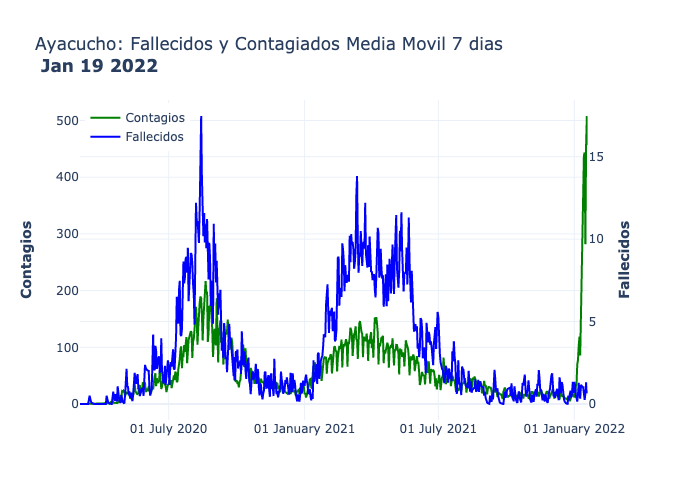 Ayacucho: Fallecidos y Contagiados Media Movil 7 dias
Jan 19 2022
Contagios
Fallecidos
500
400
300
200
100
0
Contagios
15
10
5
0
Fallecidos
01 July 2020
01 January 2021
01 July 2021
01 January 2022